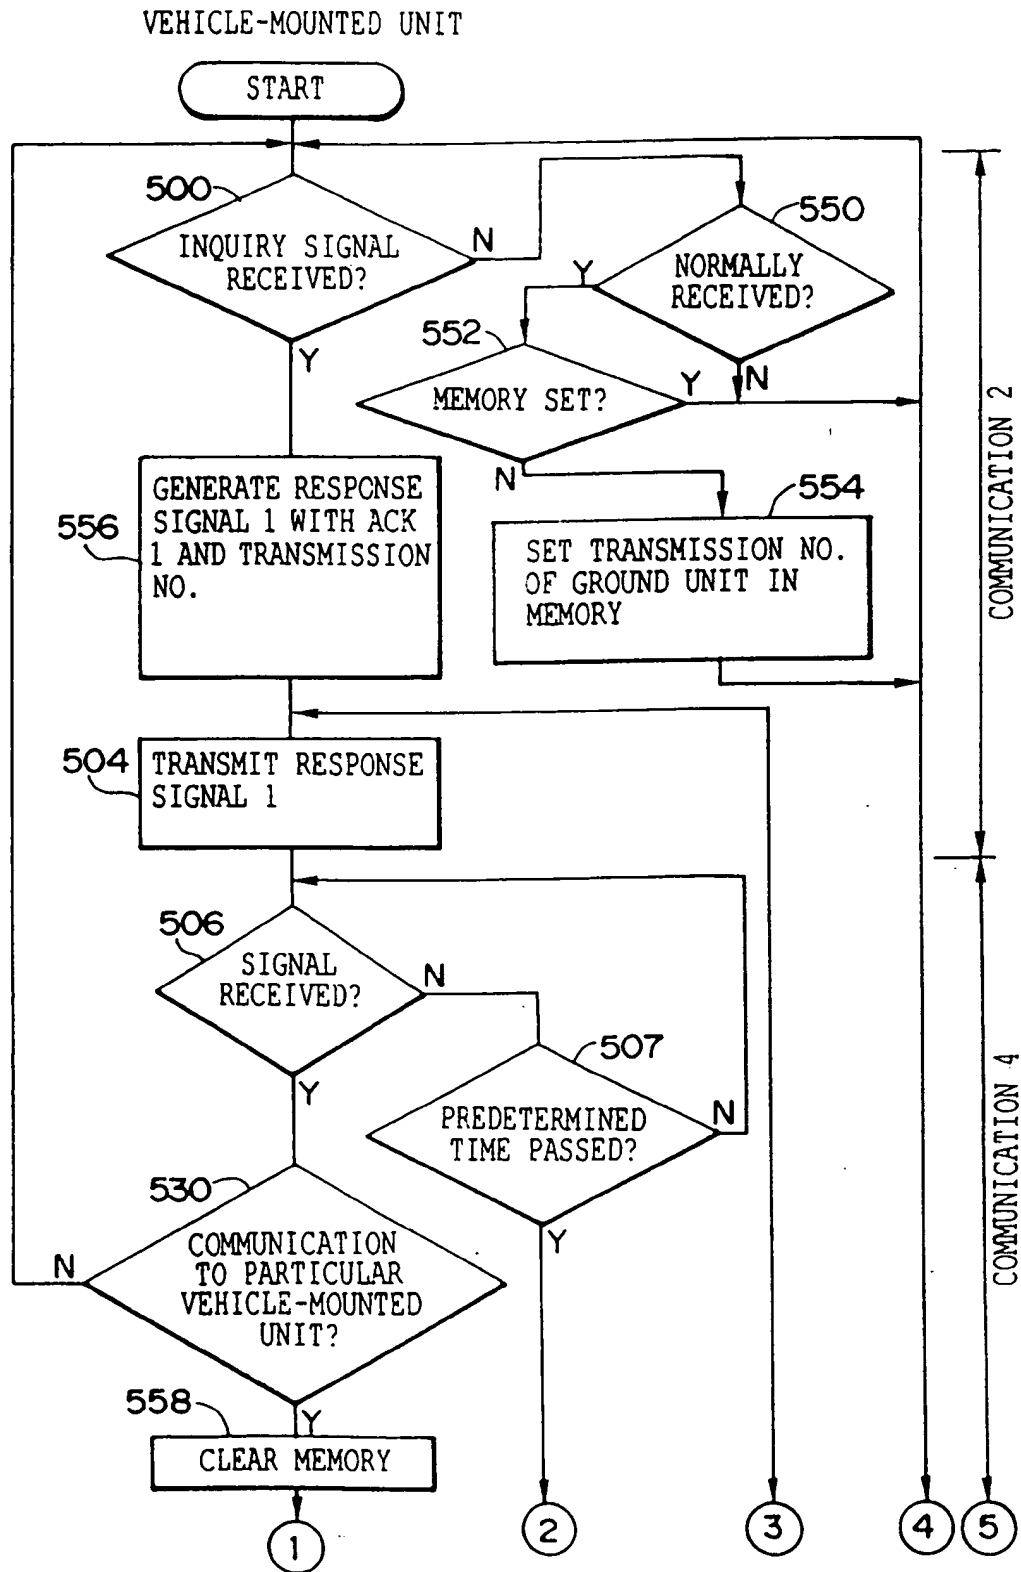 VEHICLE-MOUNTED UNIT
START
500
INQUIRY SIGNAL
RECEIVED?
N
Y
550
NORMALLY
RECEIVED?
Y
N
552
MEMORY SET?
Y
N
554
SET TRANSMISSION NO.
OF GROUND UNIT IN
MEMORY
556
GENERATE RESPONSE
SIGNAL 1 WITH ACK
1 AND TRANSMISSION
NO.
504
TRANSMIT RESPONSE
SIGNAL 1
COMMUNICATION 2
506
SIGNAL
RECEIVED?
N
Y
507
PREDETERMINED
TIME PASSED?
N
Y
530
COMMUNICATION
TO PARTICULAR
VEHICLE-MOUNTED
UNIT?
N
Y
558
CLEAR MEMORY
COMMUNICATION 4
1
2
3
4
5